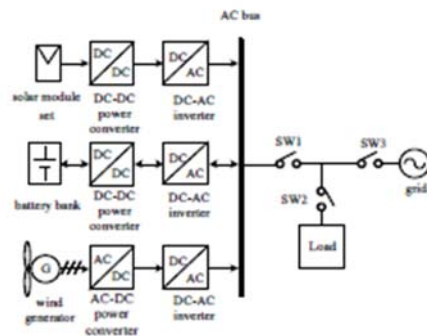 AC bus
DC
DC
DC
AC
solar module
set
DC-DC
power
converter
DC-AC
inverter
SW1
SW3
grid
SW2
Load
DC
DC
DC
AC
battery bank
DC-DC
power
converter
DC-AC
inverter
G
AC
DC
DC
AC
wind
generator
AC-DC
power
converter
DC-AC
inverter